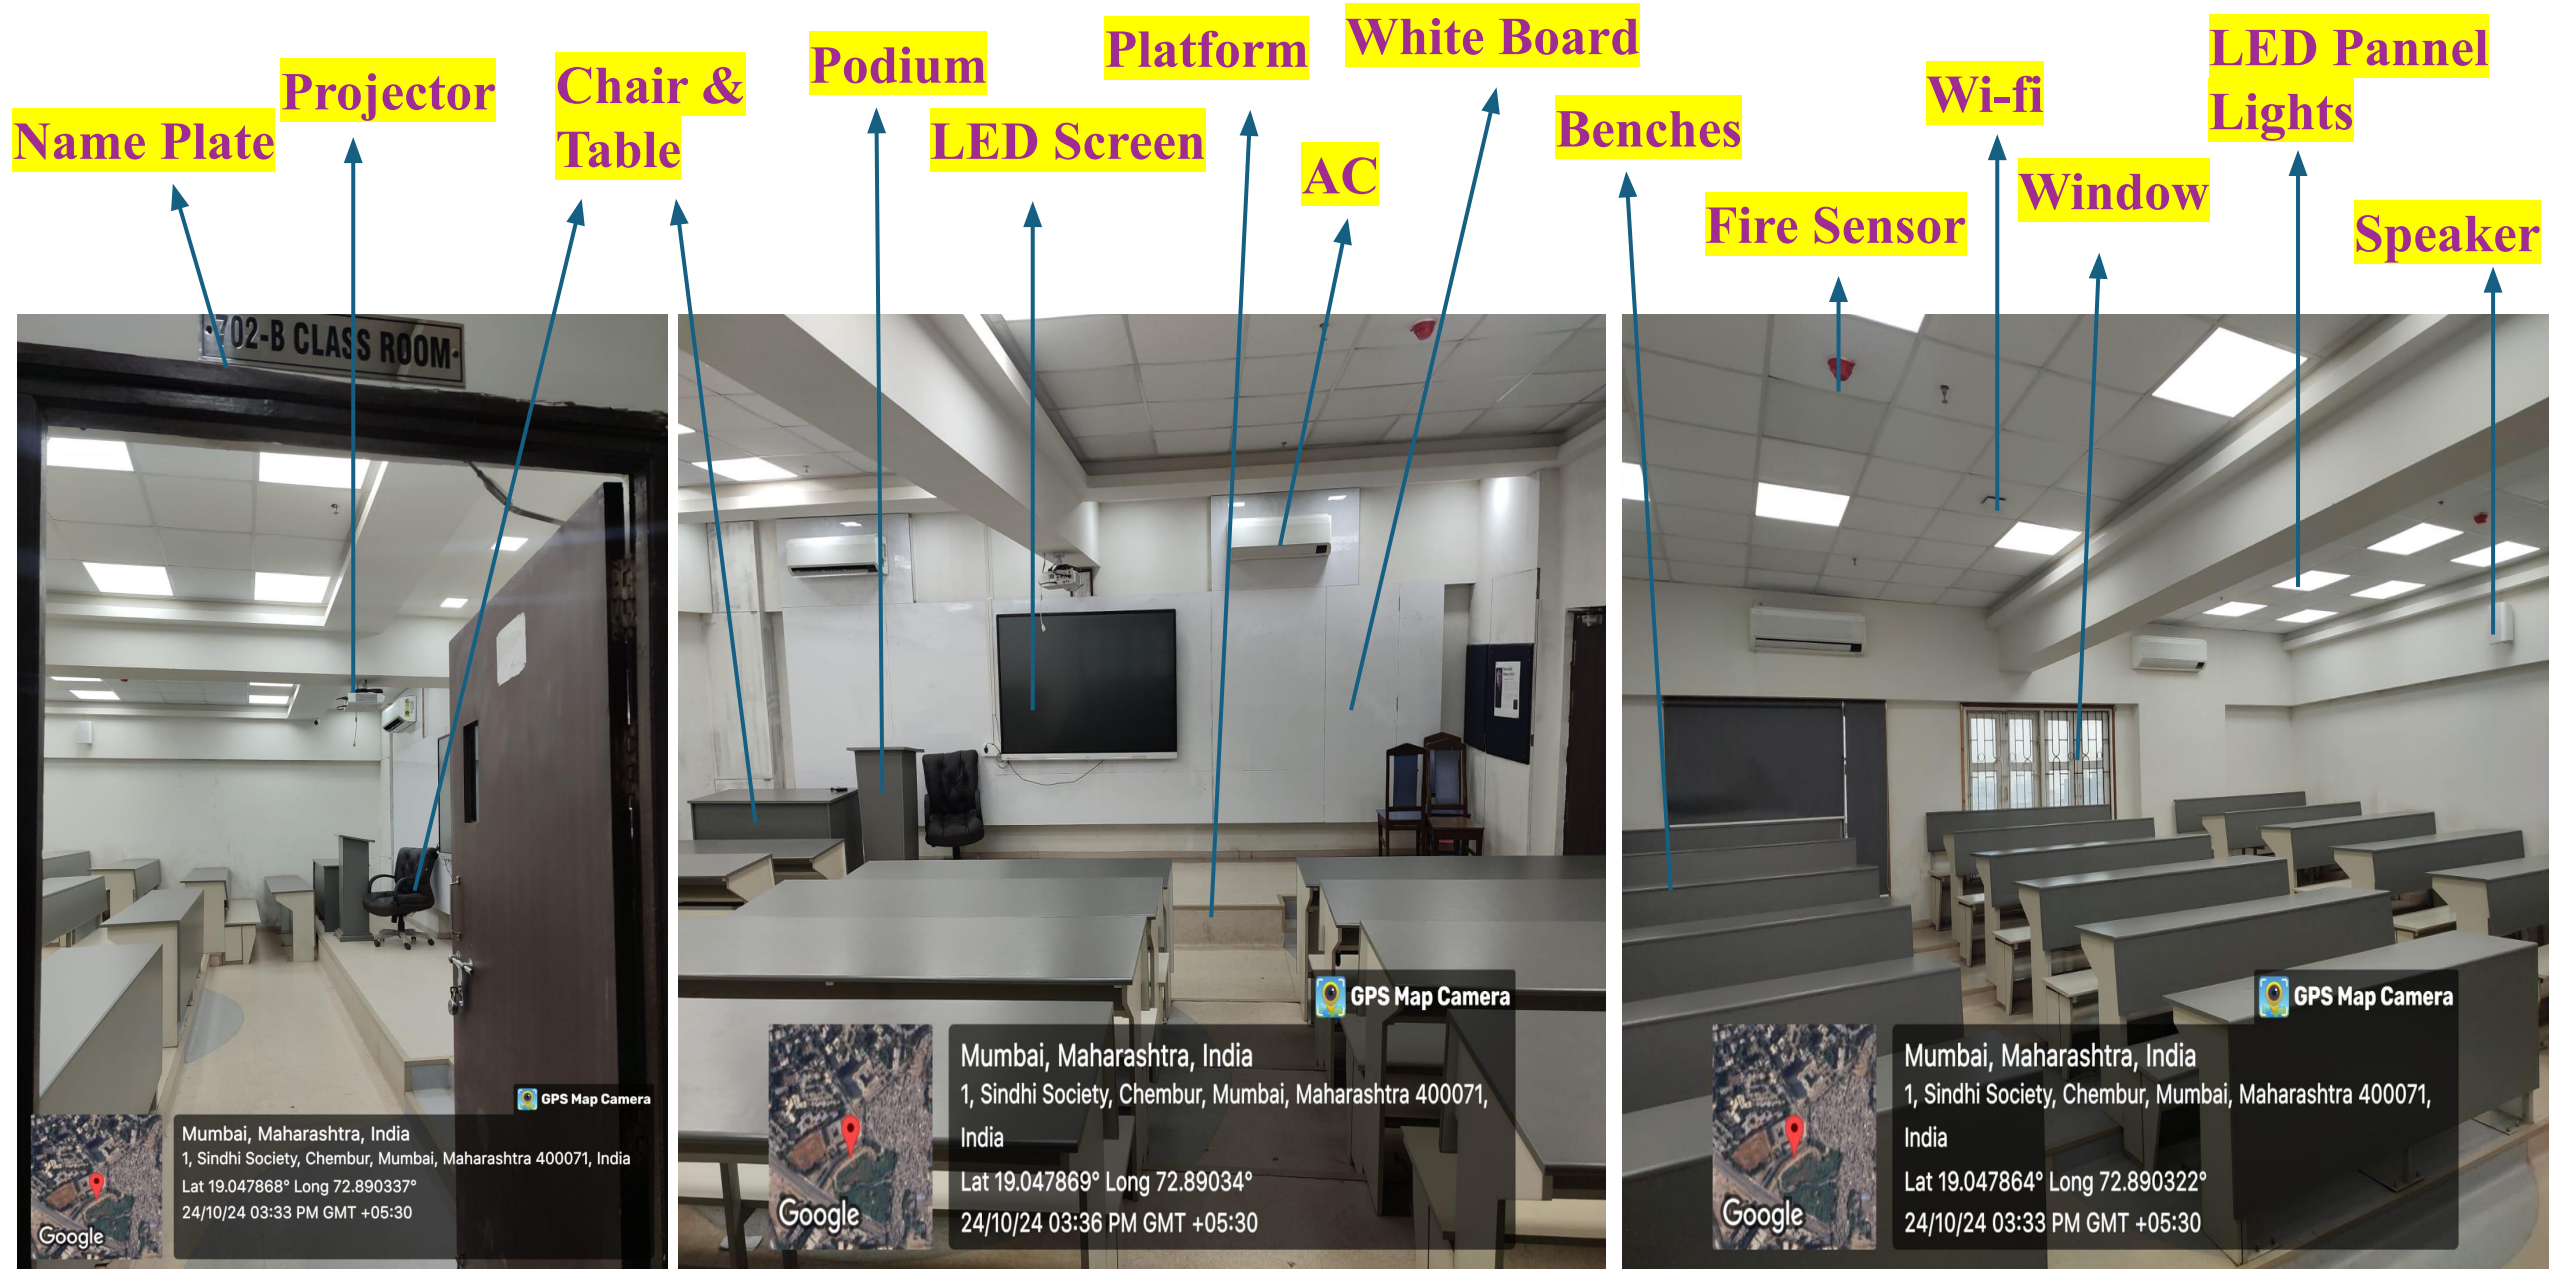 Name Plate
Projector
Chair &
Table
Podium
LED Screen
Platform
AC
White Board
Benches
Fire Sensor
Wi-fi
Window
LED Pannel
Lights
Speaker
702-B CLASS ROOM
GPS Map Camera
Mumbai, Maharashtra, India
1, Sindhi Society, Chembur, Mumbai, Maharashtra 400071, India
Lat 19.047868° Long 72.890337°
24/10/24 03:33 PM GMT +05:30
Google
GPS Map Camera
Mumbai, Maharashtra, India
1, Sindhi Society, Chembur, Mumbai, Maharashtra 400071,
India
Lat 19.047869° Long 72.89034°
24/10/24 03:36 PM GMT +05:30
Google
GPS Map Camera
Mumbai, Maharashtra, India
1, Sindhi Society, Chembur, Mumbai, Maharashtra 400071,
India
Lat 19.047864° Long 72.890322°
24/10/24 03:33 PM GMT +05:30
Google